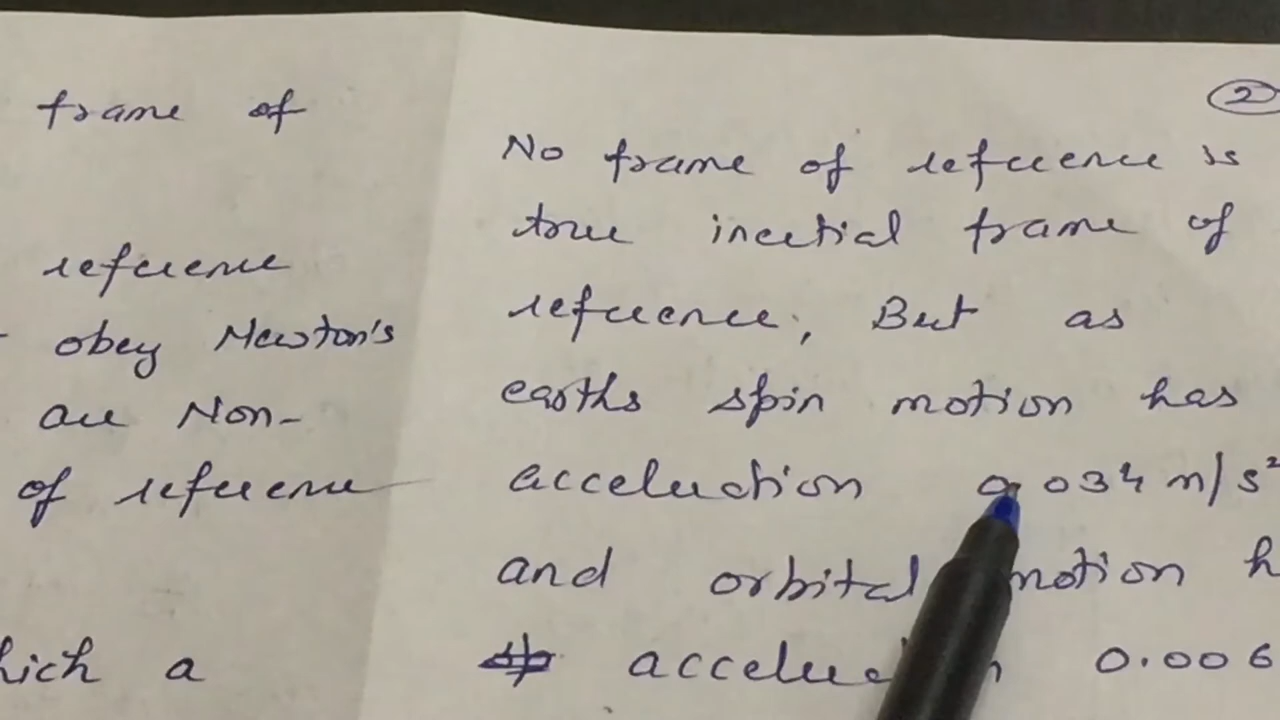 frame of
reference
obey Newton's
are Non-
of reference
hich a
2
No frame of reference is
true inertial frame of
reference, But as
earths spin motion has
acceleration 0.034 m/s²
and orbital motion h
acceleration 0.006